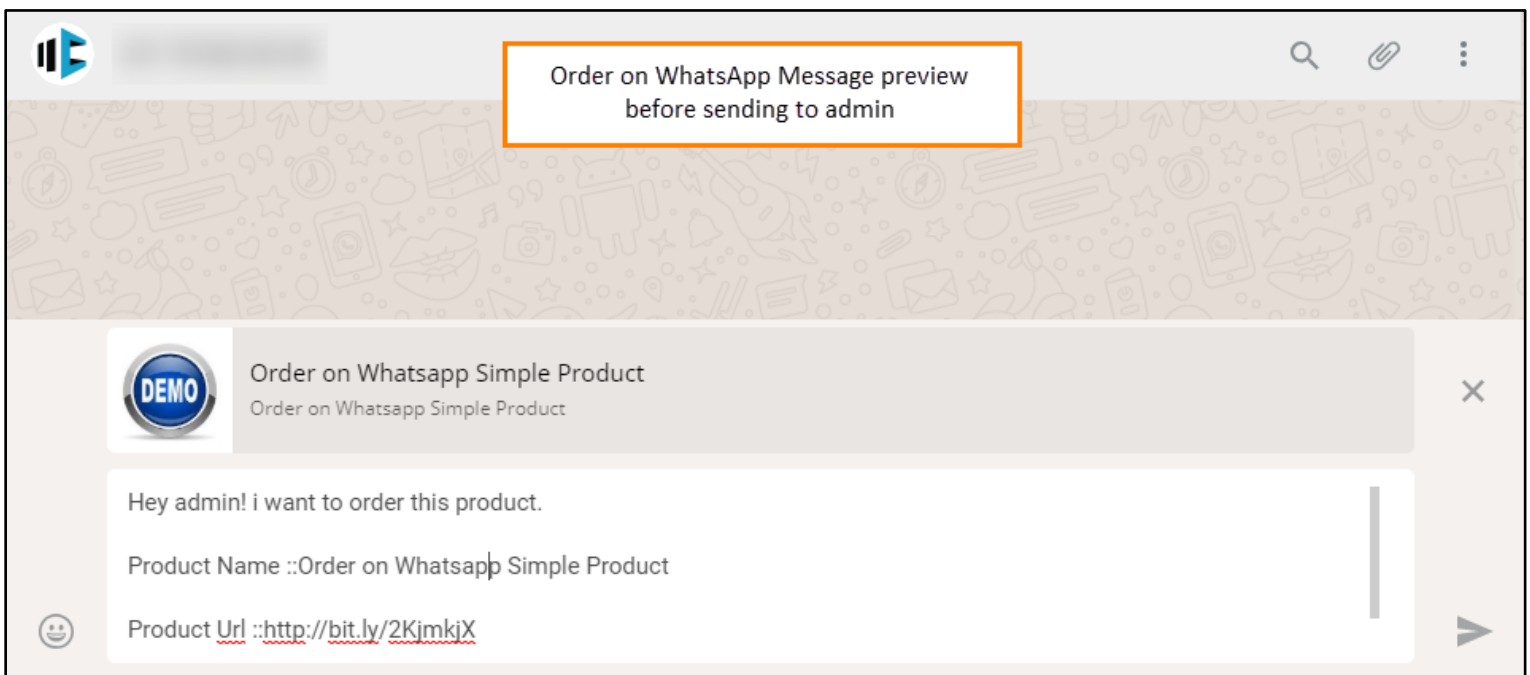 Order on WhatsApp Message preview
before sending to admin
DEMO
Order on Whatsapp Simple Product
Order on Whatsapp Simple Product
Hey admin! i want to order this product.
Product Name ::Order on Whatsapp Simple Product
Product Url ::http://bit.ly/2KjmkjX